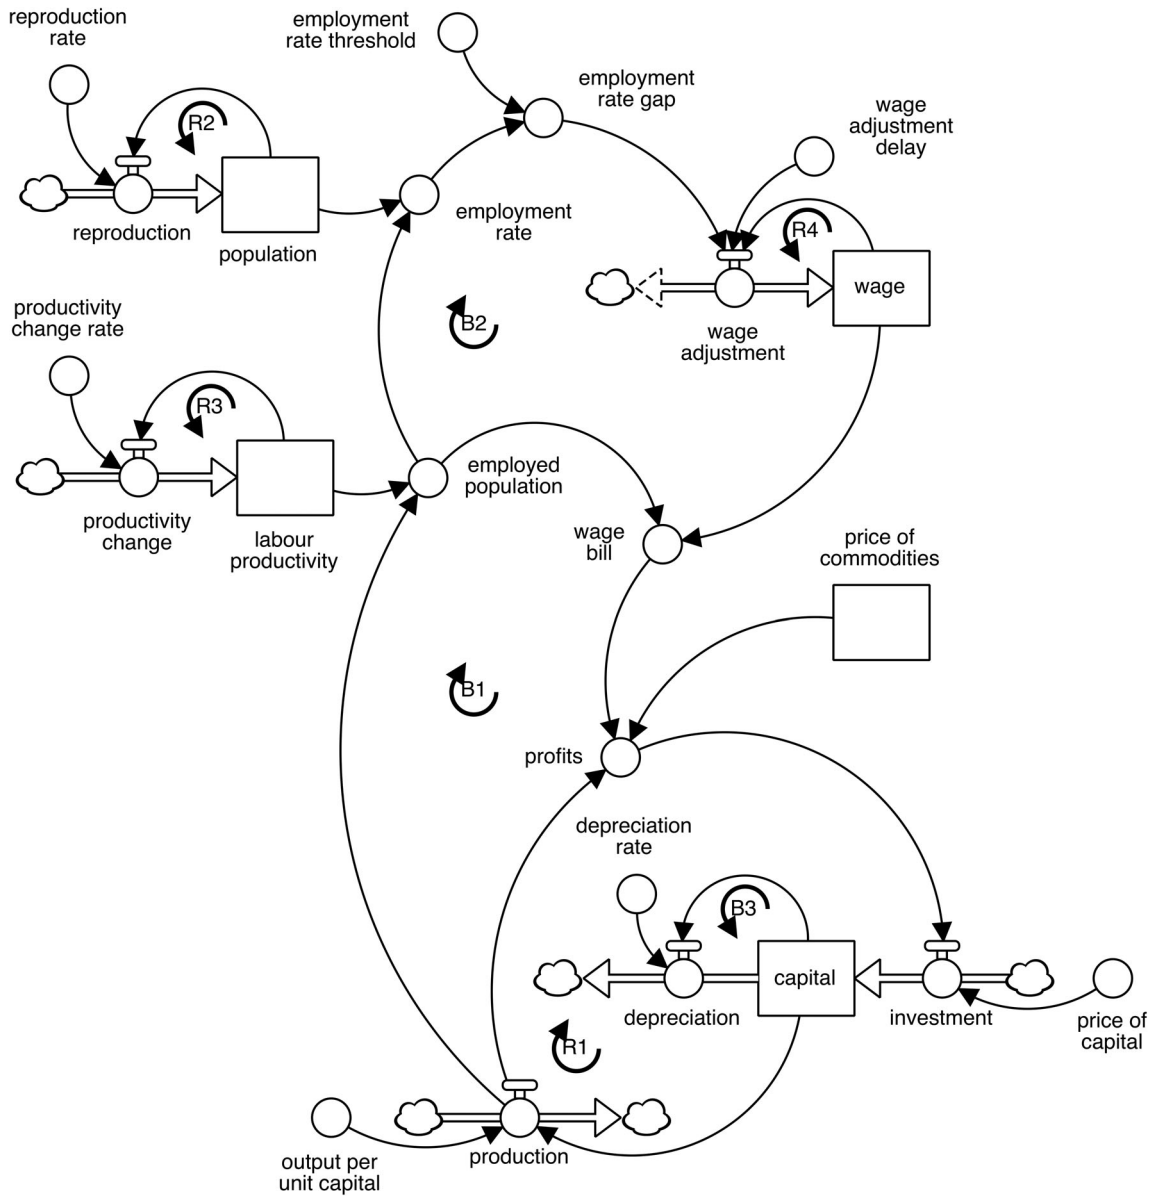 reproduction
rate
employment
rate threshold
employment
rate gap
wage
adjustment
delay
R2
R4
reproduction
population
employment
rate
wage
wage
adjustment
productivity
change rate
B2
R3
employed
population
productivity
change
labour
productivity
wage
bill
price of
commodities
B1
profits
depreciation
rate
B3
capital
depreciation
investment
price of
capital
R1
production
output per
unit capital